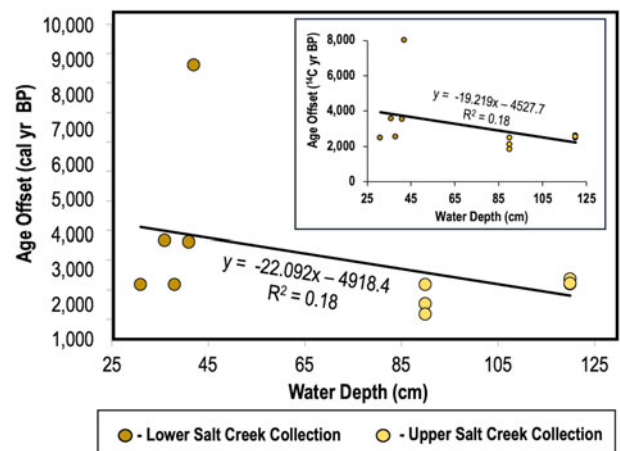 10,000
9,000
8,000
7,000
6,000
5,000
4,000
3,000
2,000
1,000
Age Offset (cal yr BP)
25 45 65 85 105 125
Water Depth (cm)
y = -22.092x – 4918.4
R² = 0.18
8,000
6,000
4,000
2,000
0
Age Offset (¹⁴C yr BP)
y = -19.219x – 4527.7
R² = 0.18
25 45 65 85 105 125
Water Depth (cm)
- Lower Salt Creek Collection - Upper Salt Creek Collection